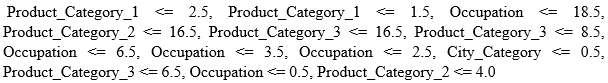 Product_Category_1 <= 2.5, Product_Category_1 <= 1.5, Occupation <= 18.5,
Product_Category_2 <= 16.5, Product_Category_3 <= 16.5, Product_Category_3 <= 8.5,
Occupation <= 6.5, Occupation <= 3.5, Occupation <= 2.5, City_Category <= 0.5,
Product_Category_3 <= 6.5, Occupation <= 0.5, Product_Category_2 <= 4.0